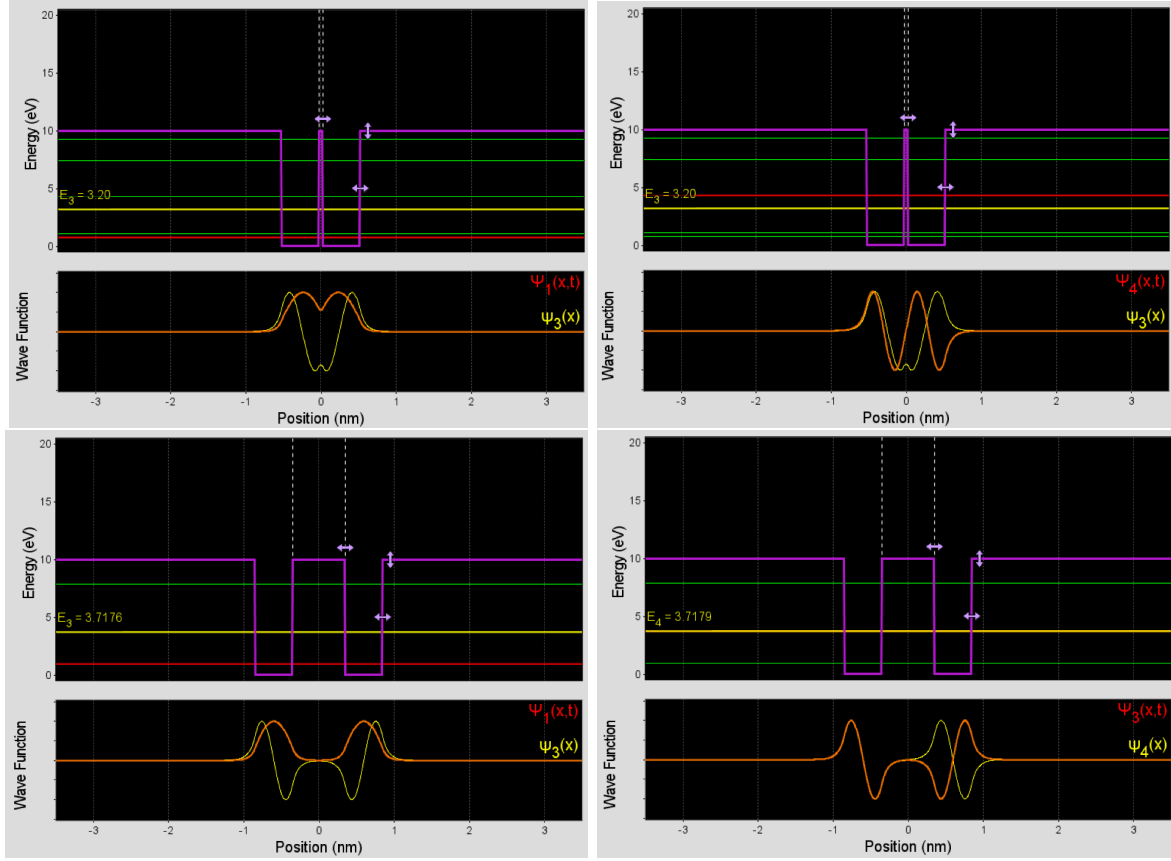 20
15
10
5
0
Energy (eV)
E3 = 3.20
Wave Function
Ψ1(x,t)
ψ3(x)
-3 -2 -1 0 1 2 3
Position (nm)
20
15
10
5
0
Energy (eV)
E3 = 3.20
Wave Function
Ψ4(x,t)
ψ3(x)
-3 -2 -1 0 1 2 3
Position (nm)
20
15
10
5
0
Energy (eV)
E3 = 3.7176
Wave Function
Ψ1(x,t)
ψ3(x)
-3 -2 -1 0 1 2 3
Position (nm)
20
15
10
5
0
Energy (eV)
E4 = 3.7179
Wave Function
Ψ3(x,t)
ψ4(x)
-3 -2 -1 0 1 2 3
Position (nm)